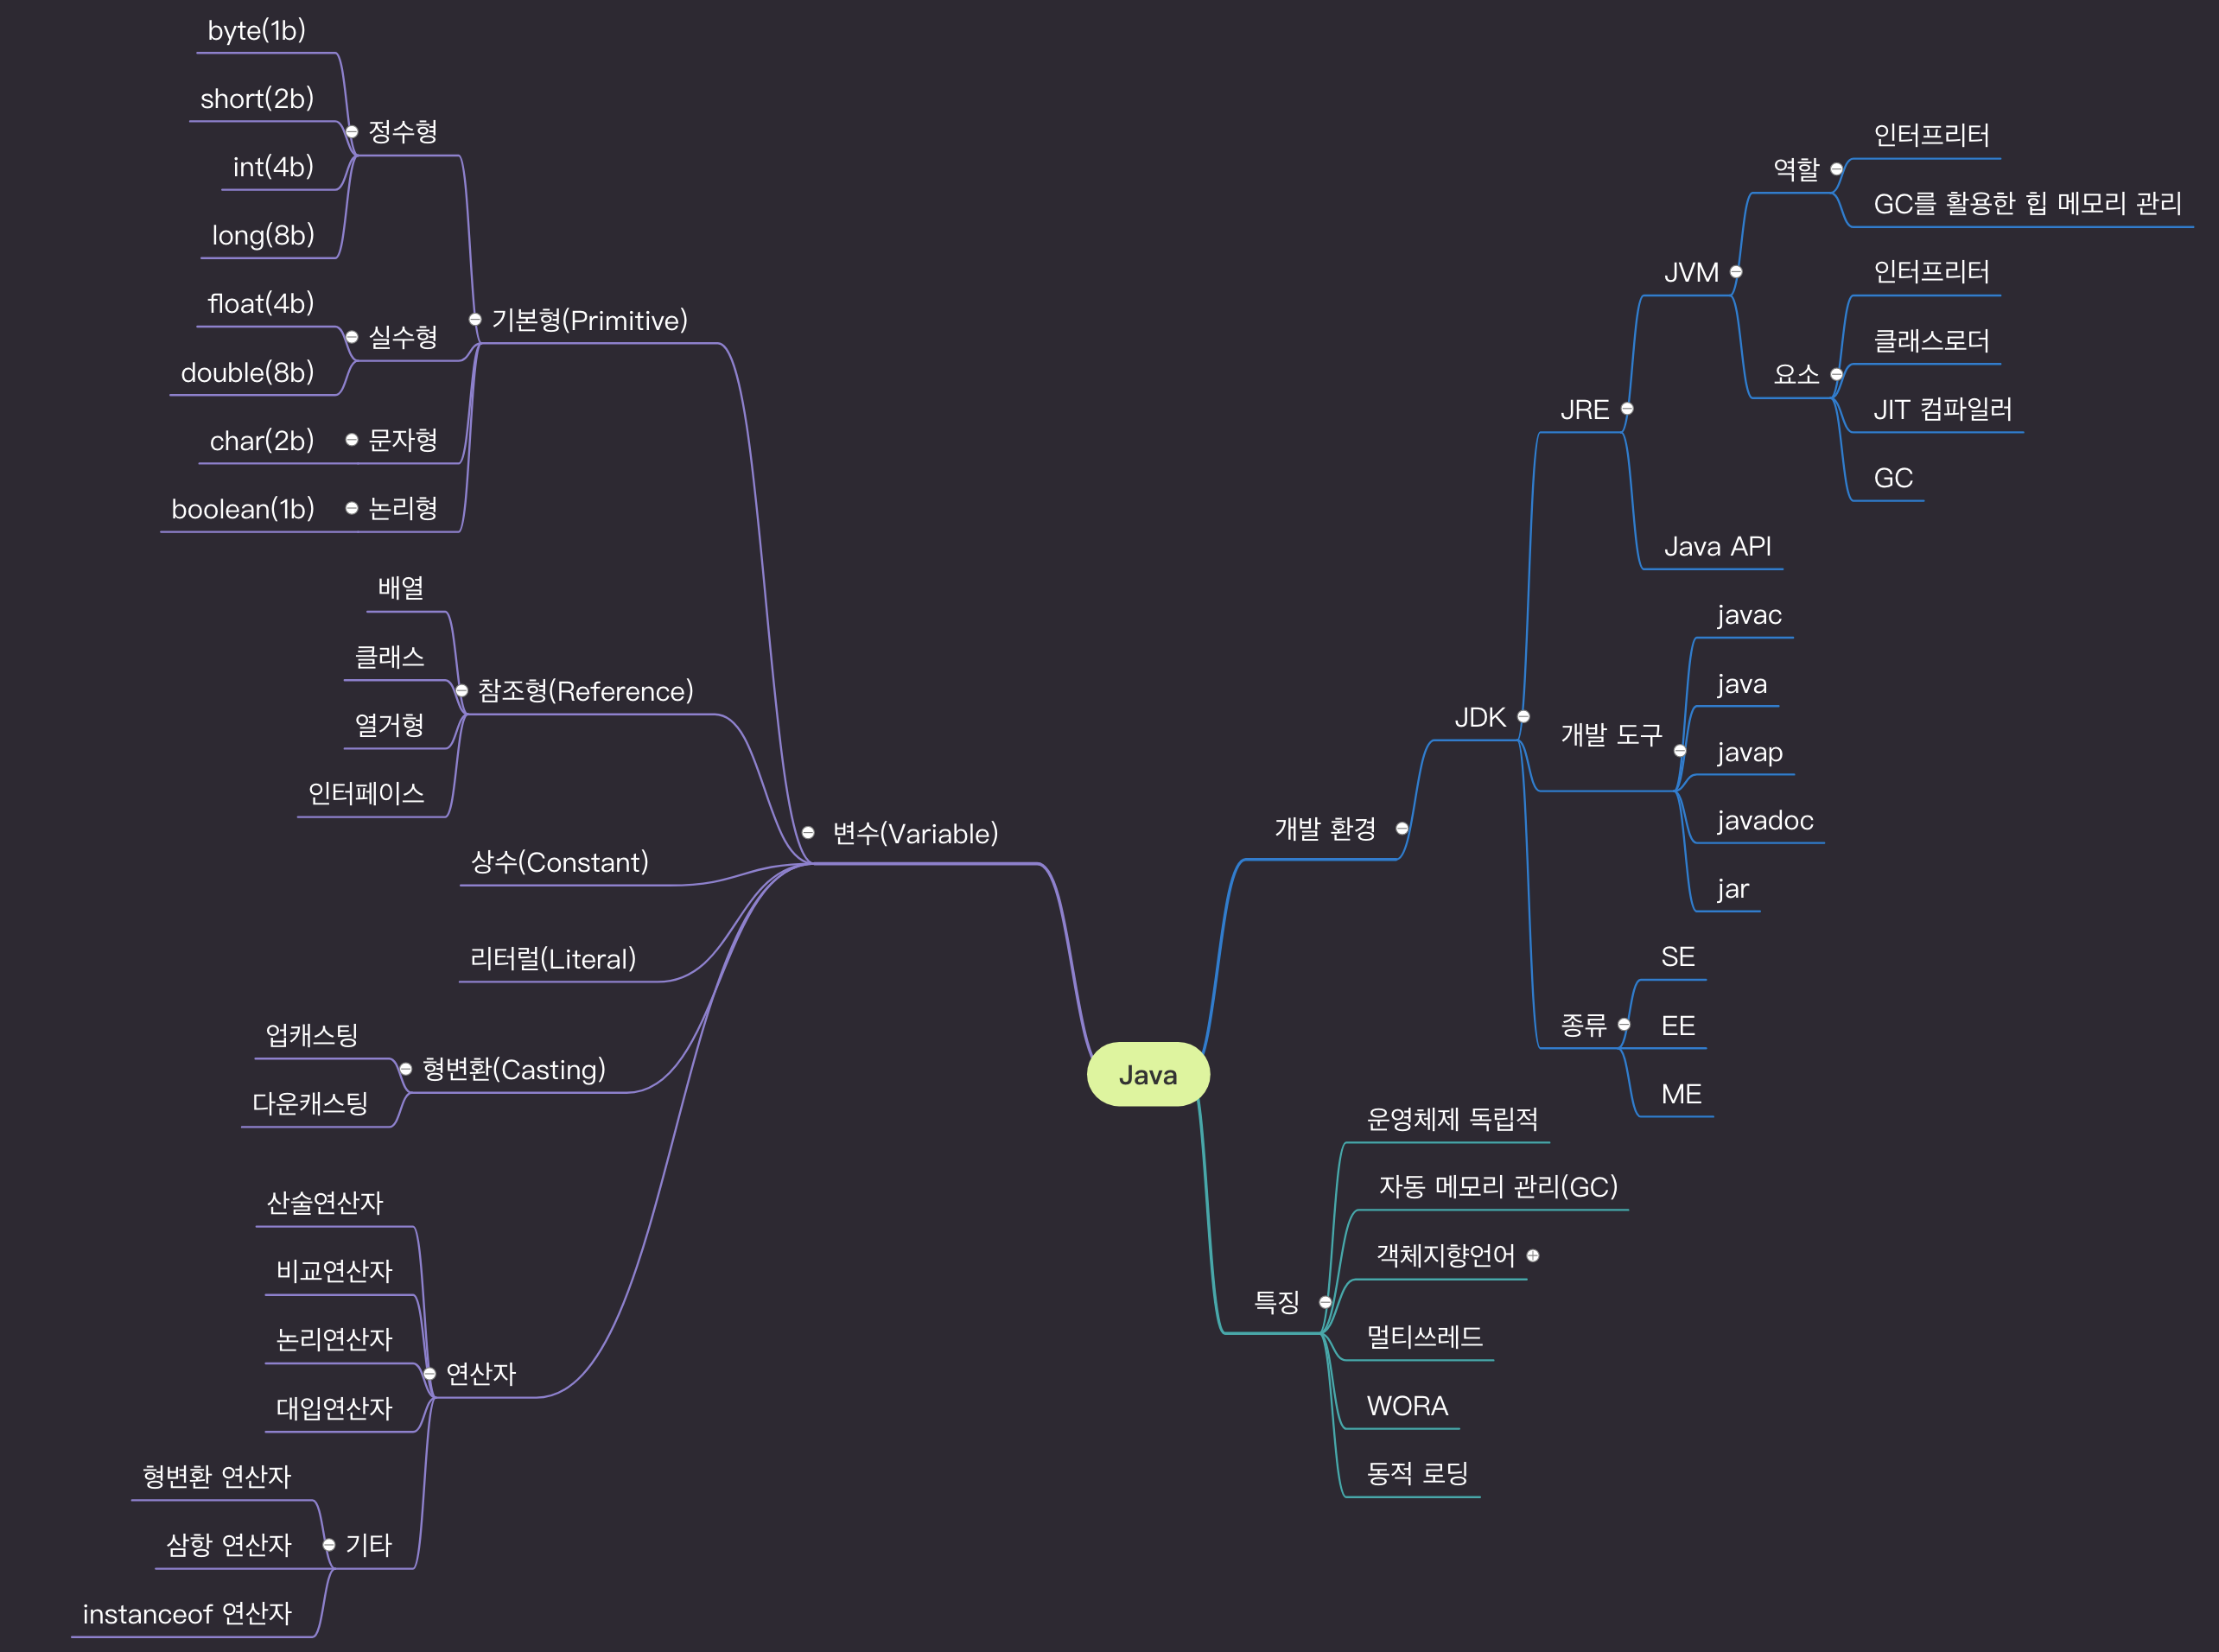 byte(1b)
short(2b)
int(4b)
long(8b)
정수형
float(4b)
double(8b)
실수형
char(2b)
문자형
boolean(1b)
논리형
기본형(Primitive)
배열
클래스
열거형
인터페이스
참조형(Reference)
상수(Constant)
리터럴(Literal)
업캐스팅
다운캐스팅
형변환(Casting)
산술연산자
비교연산자
논리연산자
대입연산자
형변환 연산자
삼항 연산자
instanceof 연산자
기타
연산자
변수(Variable)
Java
개발 환경
JDK
JRE
JVM
역할
인터프리터
GC를 활용한 힙 메모리 관리
요소
인터프리터
클래스로더
JIT 컴파일러
GC
Java API
개발 도구
javac
java
javap
javadoc
jar
종류
SE
EE
ME
특징
운영체제 독립적
자동 메모리 관리(GC)
객체지향언어
멀티쓰레드
WORA
동적 로딩